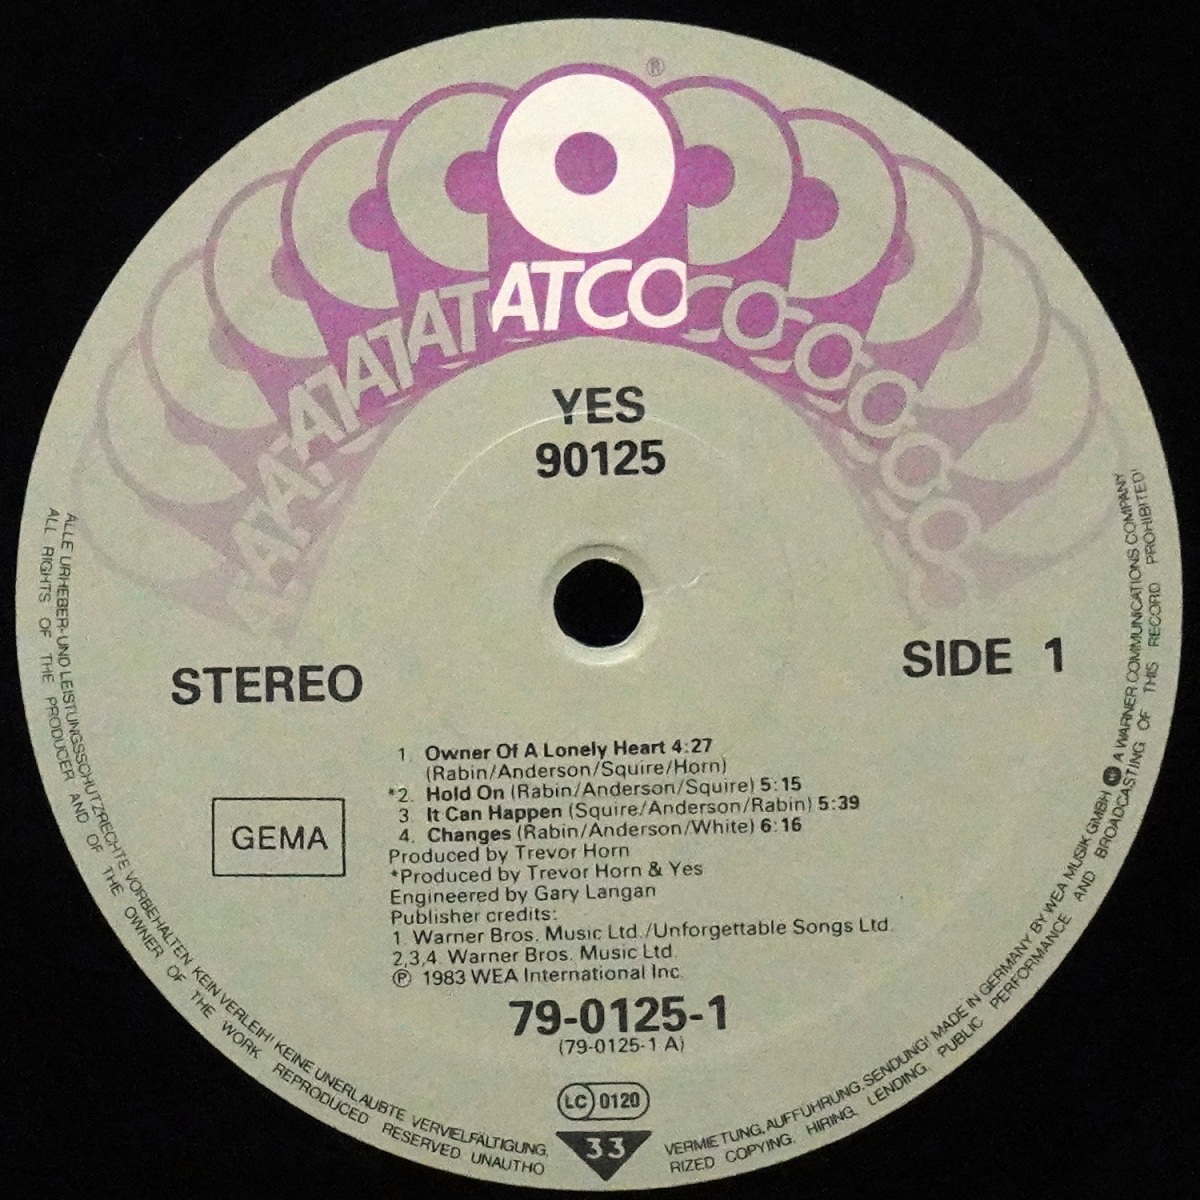 ®
ATATATATATATCOCOCOCOCOCO
YES
90125
STEREO
SIDE 1
1. Owner Of A Lonely Heart 4:27
(Rabin/Anderson/Squire/Horn)
*2. Hold On (Rabin/Anderson/Squire) 5:15
3. It Can Happen (Squire/Anderson/Rabin) 5:39
4. Changes (Rabin/Anderson/White) 6:16
GEMA
Produced by Trevor Horn
*Produced by Trevor Horn & Yes
Engineered by Gary Langan
Publisher credits:
1. Warner Bros. Music Ltd./Unforgettable Songs Ltd.
2,3,4. Warner Bros. Music Ltd.
℗ 1983 WEA International Inc.
79-0125-1
(79-0125-1 A)
LC 0120
33
ALLE URHEBER- UND LEISTUNGSSCHUTZRECHTE VORBEHALTEN KEIN VERLEIH! KEINE UNERLAUBTE VERVIELFÄLTIGUNG, VERMIETUNG, AUFFÜHRUNG, SENDUNG! MADE IN GERMANY BY WEA MUSIK GMBH A WARNER COMMUNICATIONS COMPANY
ALL RIGHTS OF THE PRODUCER AND OF THE OWNER OF THE WORK REPRODUCED RESERVED UNAUTHORIZED COPYING, HIRING, LENDING, PUBLIC PERFORMANCE AND BROADCASTING OF THIS RECORD PROHIBITED!